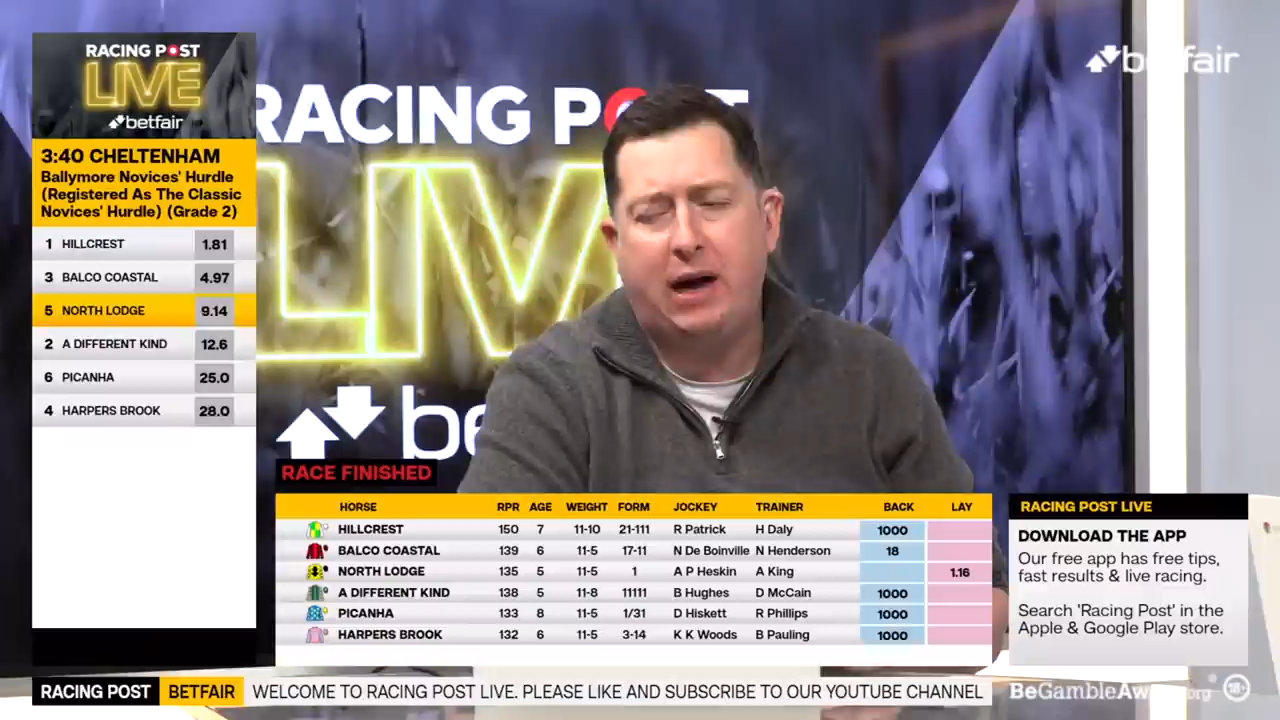 RACING POST
LIVE
betfair
3:40 CHELTENHAM
Ballymore Novices' Hurdle
(Registered As The Classic
Novices' Hurdle) (Grade 2)
1 HILLCREST 1.81
3 BALCO COASTAL 4.97
5 NORTH LODGE 9.14
2 A DIFFERENT KIND 12.6
6 PICANHA 25.0
4 HARPERS BROOK 28.0
RACING P
LIV
be
betfair
RACE FINISHED
HORSE RPR AGE WEIGHT FORM JOCKEY TRAINER BACK LAY
HILLCREST 150 7 11-10 21-111 R Patrick H Daly 1000
BALCO COASTAL 139 6 11-5 17-11 N De Boinville N Henderson 18
NORTH LODGE 135 5 11-5 1 A P Heskin A King 1.16
A DIFFERENT KIND 138 5 11-8 11111 B Hughes D McCain 1000
PICANHA 133 8 11-5 1/31 D Hiskett R Phillips 1000
HARPERS BROOK 132 6 11-5 3-14 K K Woods B Pauling 1000
RACING POST LIVE
DOWNLOAD THE APP
Our free app has free tips,
fast results & live racing.
Search 'Racing Post' in the
Apple & Google Play store.
RACING POST BETFAIR WELCOME TO RACING POST LIVE. PLEASE LIKE AND SUBSCRIBE TO OUR YOUTUBE CHANNEL
BeGambleAware.org 18+